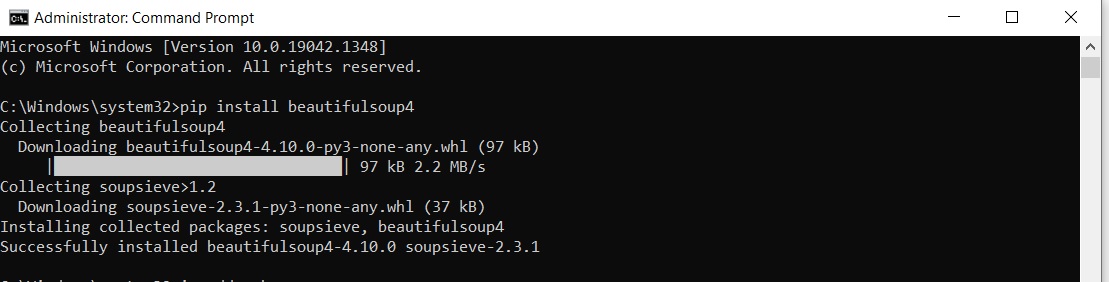 Administrator: Command Prompt
Microsoft Windows [Version 10.0.19042.1348]
(c) Microsoft Corporation. All rights reserved.
C:\Windows\system32>pip install beautifulsoup4
Collecting beautifulsoup4
  Downloading beautifulsoup4-4.10.0-py3-none-any.whl (97 kB)
     |████████████████████████████████| 97 kB 2.2 MB/s
Collecting soupsieve>1.2
  Downloading soupsieve-2.3.1-py3-none-any.whl (37 kB)
Installing collected packages: soupsieve, beautifulsoup4
Successfully installed beautifulsoup4-4.10.0 soupsieve-2.3.1